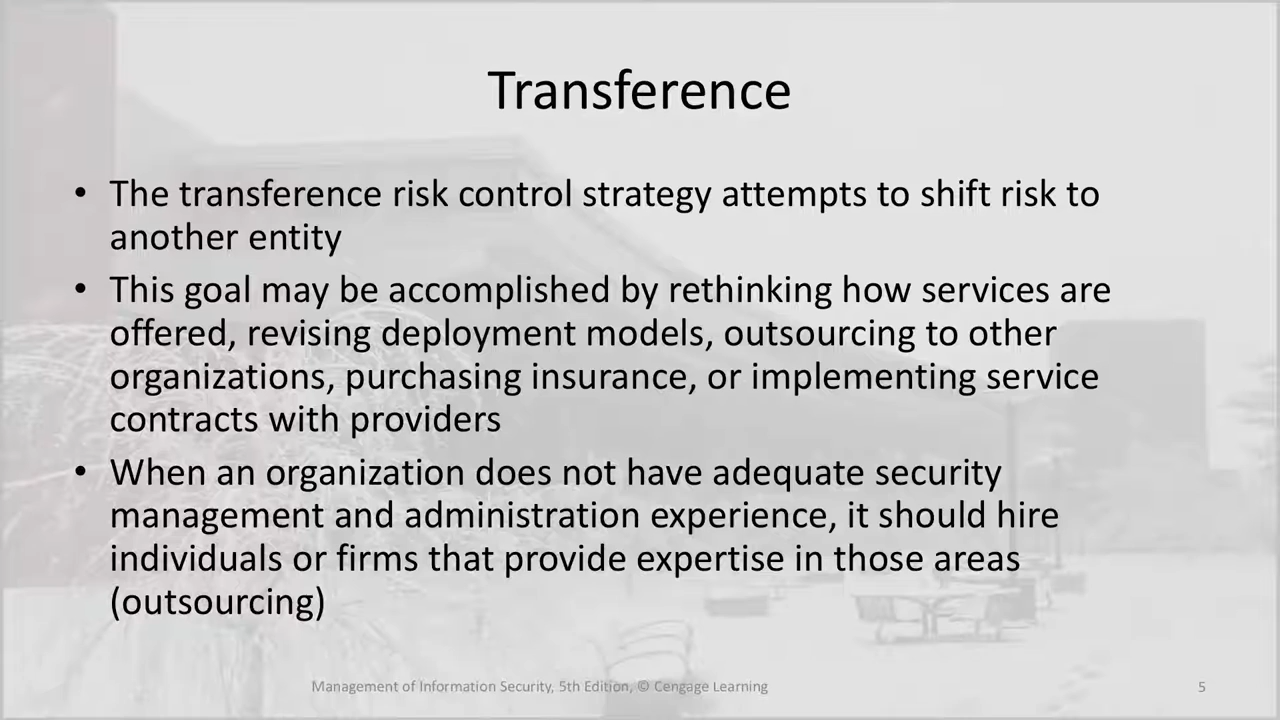 Transference
• The transference risk control strategy attempts to shift risk to
another entity
• This goal may be accomplished by rethinking how services are
offered, revising deployment models, outsourcing to other
organizations, purchasing insurance, or implementing service
contracts with providers
• When an organization does not have adequate security
management and administration experience, it should hire
individuals or firms that provide expertise in those areas
(outsourcing)
Management of Information Security, 5th Edition, © Cengage Learning
5